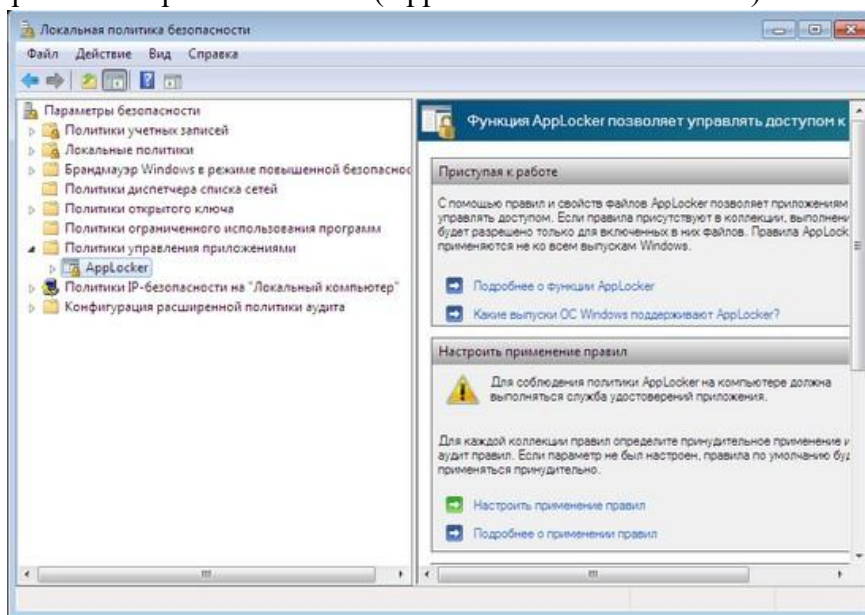 Локальная политика безопасности
Файл Действие Вид Справка
Параметры безопасности
Политики учетных записей
Локальные политики
Брандмауэр Windows в режиме повышенной безопаснос
Политики диспетчера списка сетей
Политики открытого ключа
Политики ограниченного использования программ
Политики управления приложениями
AppLocker
Политики IP-безопасности на "Локальный компьютер"
Конфигурация расширенной политики аудита
Функция AppLocker позволяет управлять доступом к
Приступая к работе
С помощью правил и свойств файлов AppLocker позволяет приложениям
управлять доступом. Если правила присутствуют в коллекции, выполнени
будет разрешено только для включенных в них файлов. Правила AppLock
применяются не ко всем выпускам Windows.
Подробнее о функции AppLocker
Какие выпуски ОС Windows поддерживают AppLocker?
Настроить применение правил
Для соблюдения политики AppLocker на компьютере должна
выполняться служба удостоверений приложения.
Для каждой коллекции правил определите принудительное применение и
аудит правил. Если параметр не был настроен, правила по умолчанию буд
применяться принудительно.
Настроить применение правил
Подробнее о применении правил